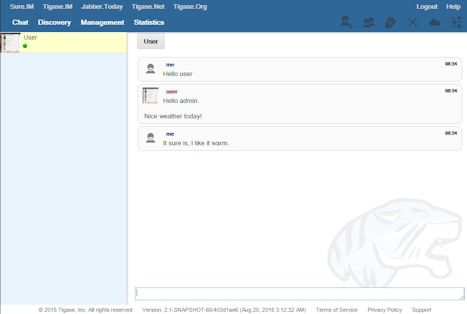 Sure.IM Tigase.IM Jabber.Today Tigase.Net Tigase.Org Logout Help
Chat Discovery Management Statistics
User
User
me 08:34
Hello user
user 08:34
Hello admin.
Nice weather today!
me 08:34
It sure is, I like it warm.
© 2015 Tigase, Inc. All rights reserved Version: 2.1-SNAPSHOT-65/403d1ae6 (Aug 20, 2015 3:12:32 AM) Terms of Service Privacy Policy Support